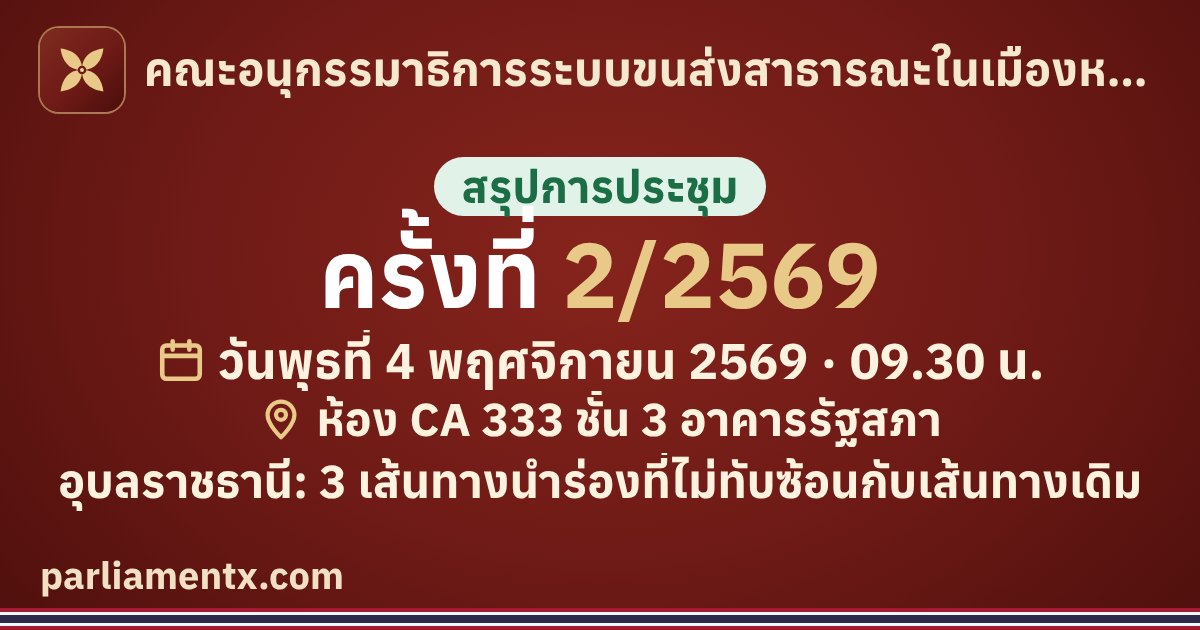 คณะอนุกรรมาธิการระบบขนส่งสาธารณะในเมืองห...
สรุปการประชุม
ครั้งที่ 2/2569
วันพุธที่ 4 พฤศจิกายน 2569 · 09.30 น.
ห้อง CA 333 ชั้น 3 อาคารรัฐสภา
อุบลราชธานี: 3 เส้นทางนำร่องที่ไม่ทับซ้อนกับเส้นทางเดิม
parliamentx.com